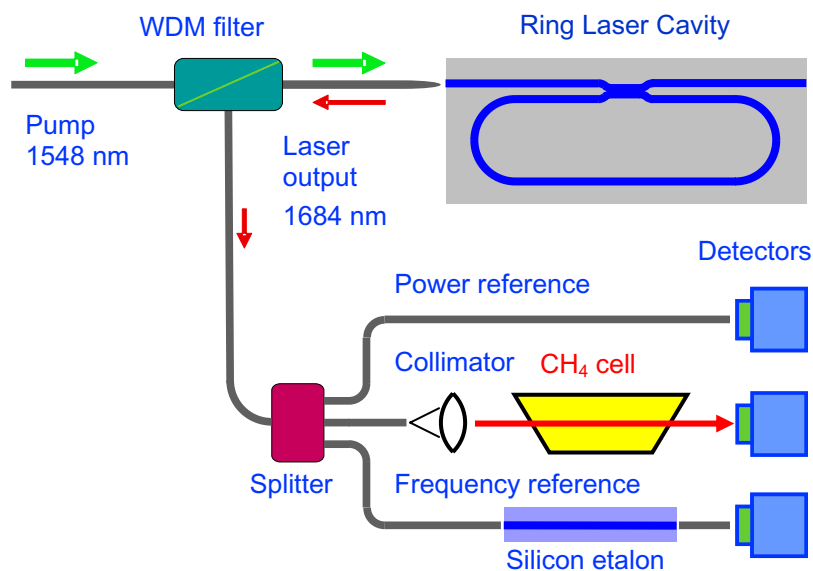 WDM filter
Ring Laser Cavity
Pump
1548 nm
Laser
output
1684 nm
Detectors
Power reference
Collimator
CH₄ cell
Splitter
Frequency reference
Silicon etalon